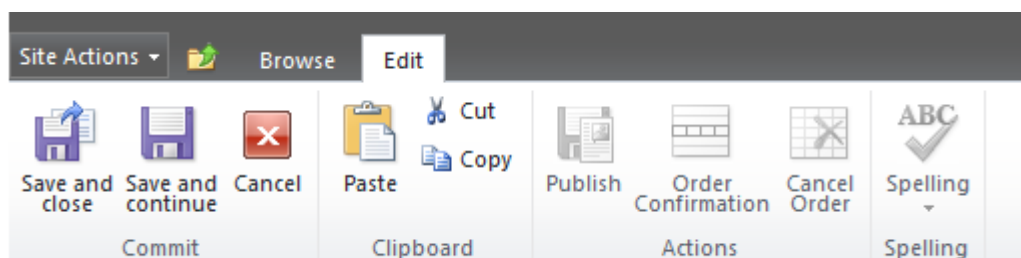 Site Actions
Browse
Edit
Save and
close
Save and
continue
Cancel
Paste
Cut
Copy
Publish
Order
Confirmation
Cancel
Order
ABC
Spelling
Commit
Clipboard
Actions
Spelling